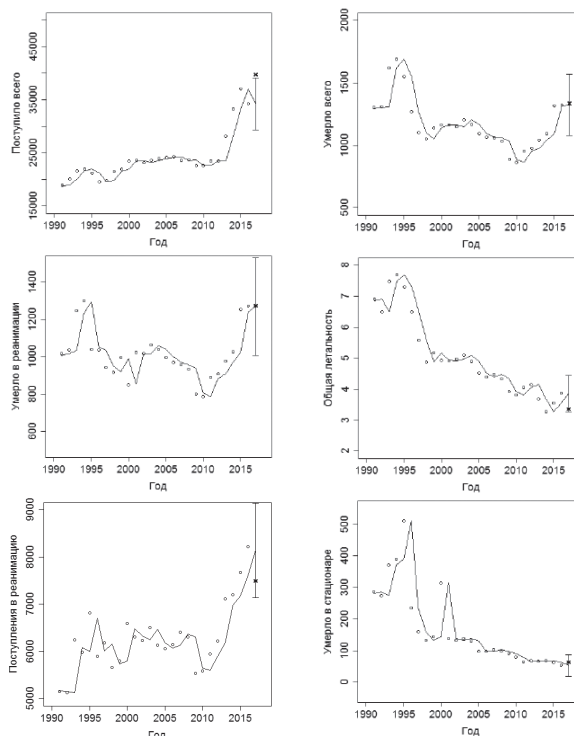 Поступило всего
15000 25000 35000 45000
1990 1995 2000 2005 2010 2015
Год
Умерло всего
500 1000 1500 2000
1990 1995 2000 2005 2010 2015
Год
Умерло в реанимации
600 800 1000 1200 1400
1990 1995 2000 2005 2010 2015
Год
Общая летальность
2 3 4 5 6 7 8
1990 1995 2000 2005 2010 2015
Год
Поступления в реанимацию
5000 6000 7000 8000 9000
1990 1995 2000 2005 2010 2015
Год
Умерло в стационаре
0 100 200 300 400 500
1990 1995 2000 2005 2010 2015
Год